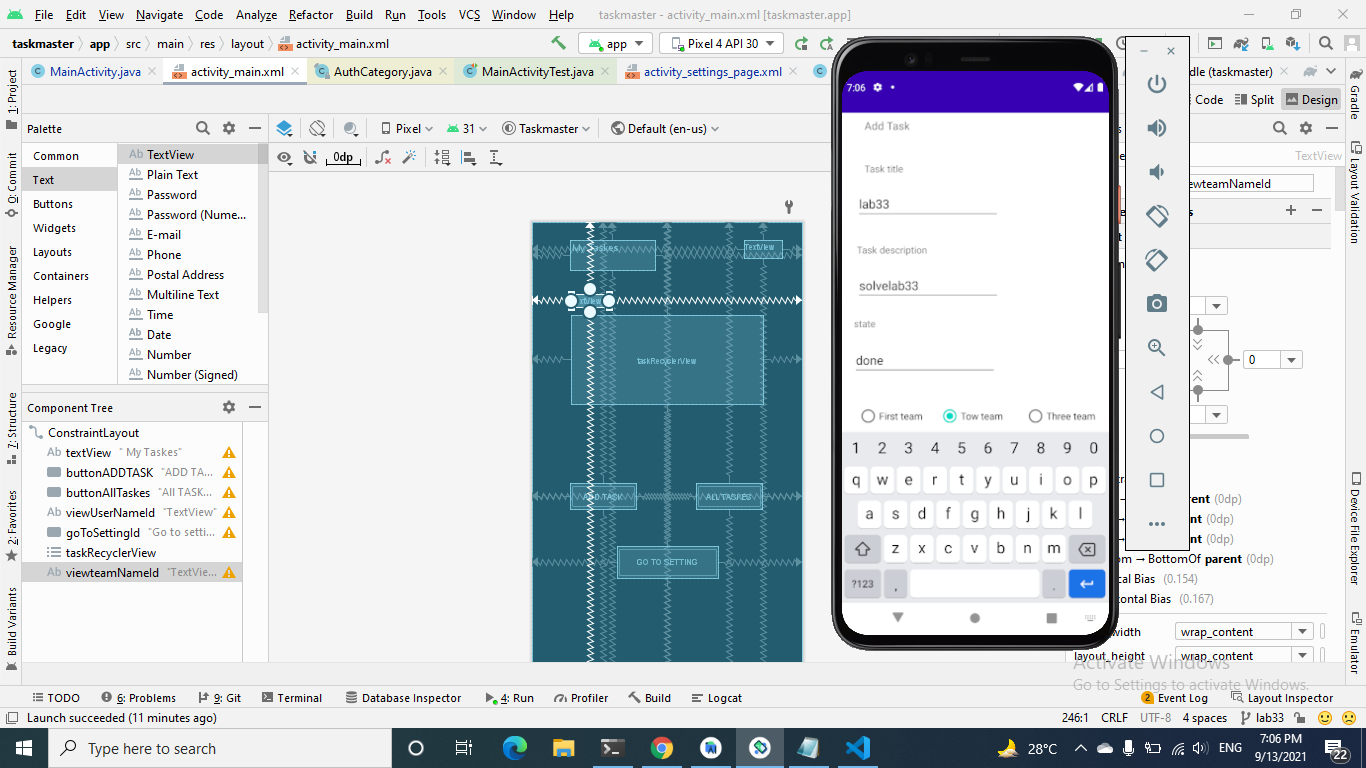 File Edit View Navigate Code Analyze Refactor Build Run Tools VCS Window Help taskmaster - activity_main.xml [taskmaster.app]
taskmaster app src main res layout activity_main.xml app Pixel 4 API 30
MainActivity.java activity_main.xml AuthCategory.java MainActivityTest.java activity_settings_page.xml dle (taskmaster)
Code Split Design
Palette
Pixel 31 Taskmaster Default (en-us)
0dp
Common
Text
Buttons
Widgets
Layouts
Containers
Helpers
Google
Legacy
Ab TextView
Ab Plain Text
Ab Password
Ab Password (Nume...
Ab E-mail
Ab Phone
Ab Postal Address
Ab Multiline Text
Ab Time
Ab Date
Ab Number
Ab Number (Signed)
Component Tree
ConstraintLayout
Ab textView " My Taskes"
buttonADDTASK "ADD TA...
buttonAllTaskes "All TASK...
Ab viewUserNameId "TextView"
goToSettingId "Go to setti...
taskRecyclerView
Ab viewteamNameId "TextVie...
My Taskes
TextView
taskRecyclerView
ADD TASK
ALL TASKES
GO TO SETTING
7:06
Add Task
Task title
lab33
Task description
solvelab33
state
done
First team Tow team Three team
1 2 3 4 5 6 7 8 9 0
q w e r t y u i o p
a s d f g h j k l
z x c v b n m
?123 , .
TextView
ewteamNameId
0
rent (0dp)
ent (0dp)
ent (0dp)
om → BottomOf parent (0dp)
cal Bias (0.154)
ontal Bias (0.167)
width wrap_content
layout_height wrap_content
Activate Windows
Go to Settings to activate Windows.
1: Project
0: Commit
Resource Manager
7: Structure
2: Favorites
Build Variants
Gradle
Layout Validation
Device File Explorer
Emulator
TODO 6: Problems 9: Git Terminal Database Inspector 4: Run Profiler Build Logcat 2 Event Log Layout Inspector
Launch succeeded (11 minutes ago) 246:1 CRLF UTF-8 4 spaces lab33
Type here to search 28°C ENG 7:06 PM
9/13/2021 22